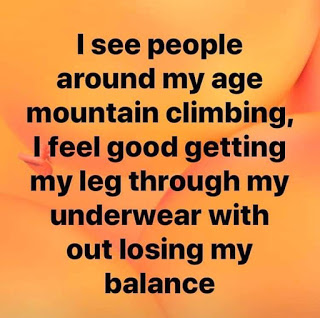 I see people
around my age
mountain climbing,
I feel good getting
my leg through my
underwear with
out losing my
balance